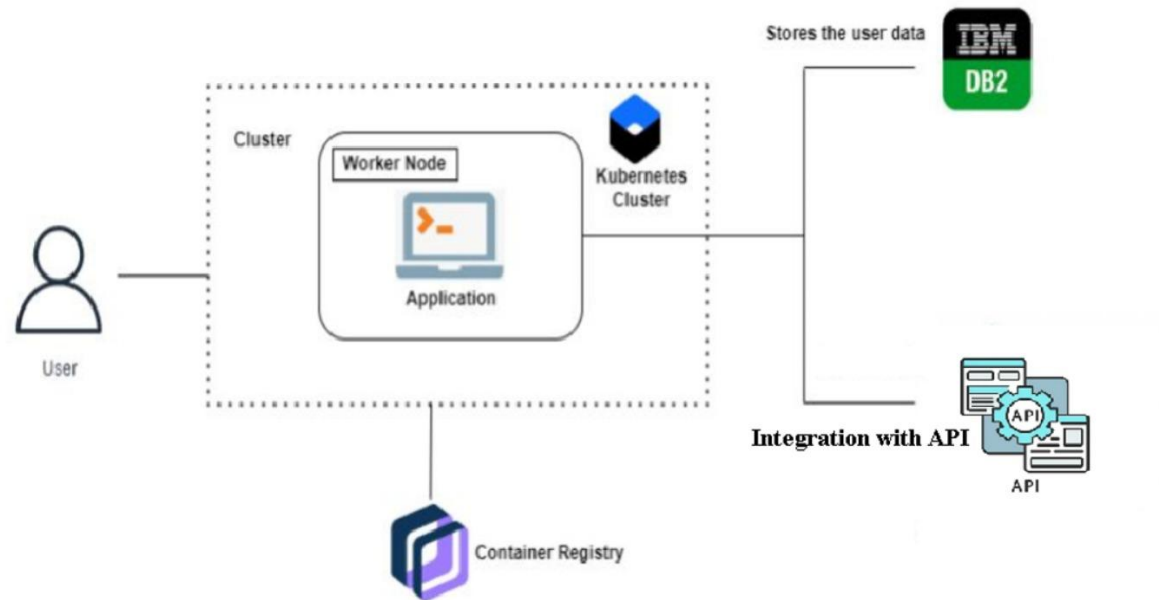 Stores the user data
IBM
DB2
Cluster
Worker Node
Kubernetes
Cluster
Application
User
API
Integration with API
API
Container Registry